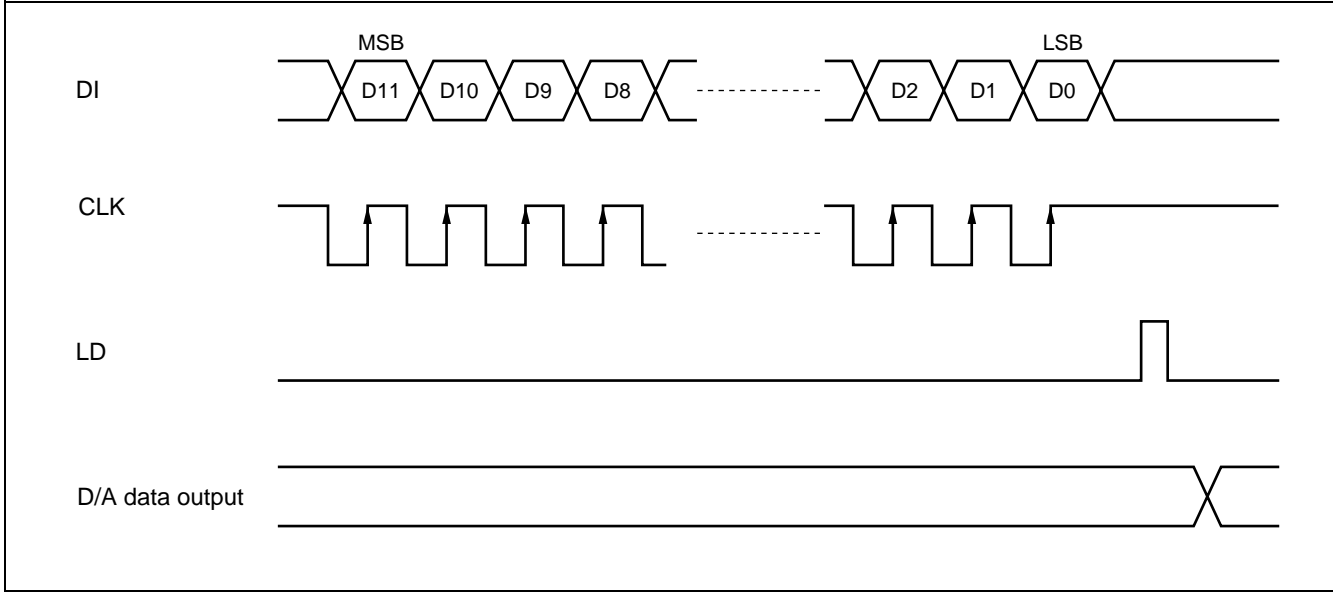 MSB LSB
DI D11 D10 D9 D8 D2 D1 D0
CLK
LD
D/A data output